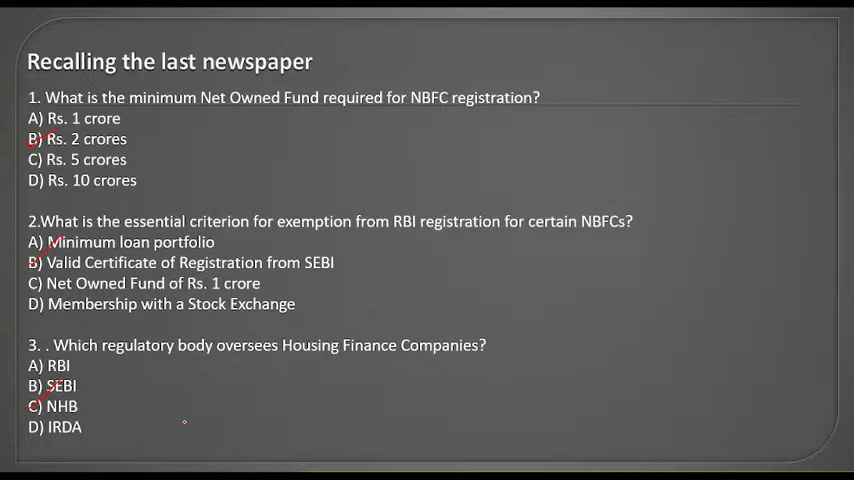 Recalling the last newspaper
1. What is the minimum Net Owned Fund required for NBFC registration?
A) Rs. 1 crore
B) Rs. 2 crores
C) Rs. 5 crores
D) Rs. 10 crores
2.What is the essential criterion for exemption from RBI registration for certain NBFCs?
A) Minimum loan portfolio
B) Valid Certificate of Registration from SEBI
C) Net Owned Fund of Rs. 1 crore
D) Membership with a Stock Exchange
3. . Which regulatory body oversees Housing Finance Companies?
A) RBI
B) SEBI
C) NHB
D) IRDA